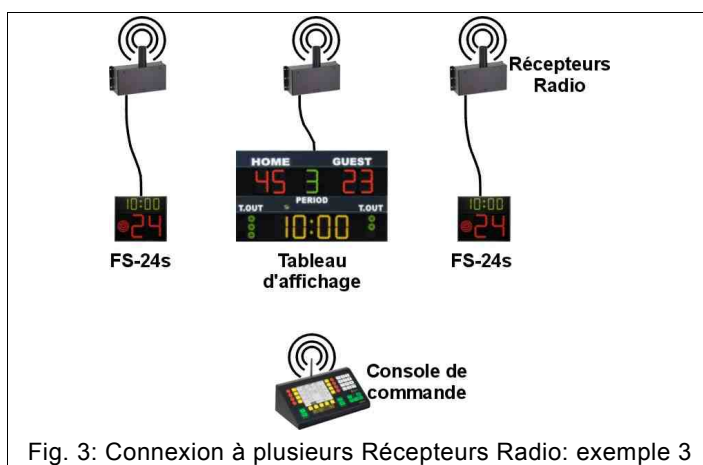 Récepteurs
Radio
HOME GUEST
45 3 23
PERIOD
T.OUT T.OUT
10:00
10:00
24
10:00
24
FS-24s
Tableau
d'affichage
FS-24s
Console de
commande
Fig. 3: Connexion à plusieurs Récepteurs Radio: exemple 3